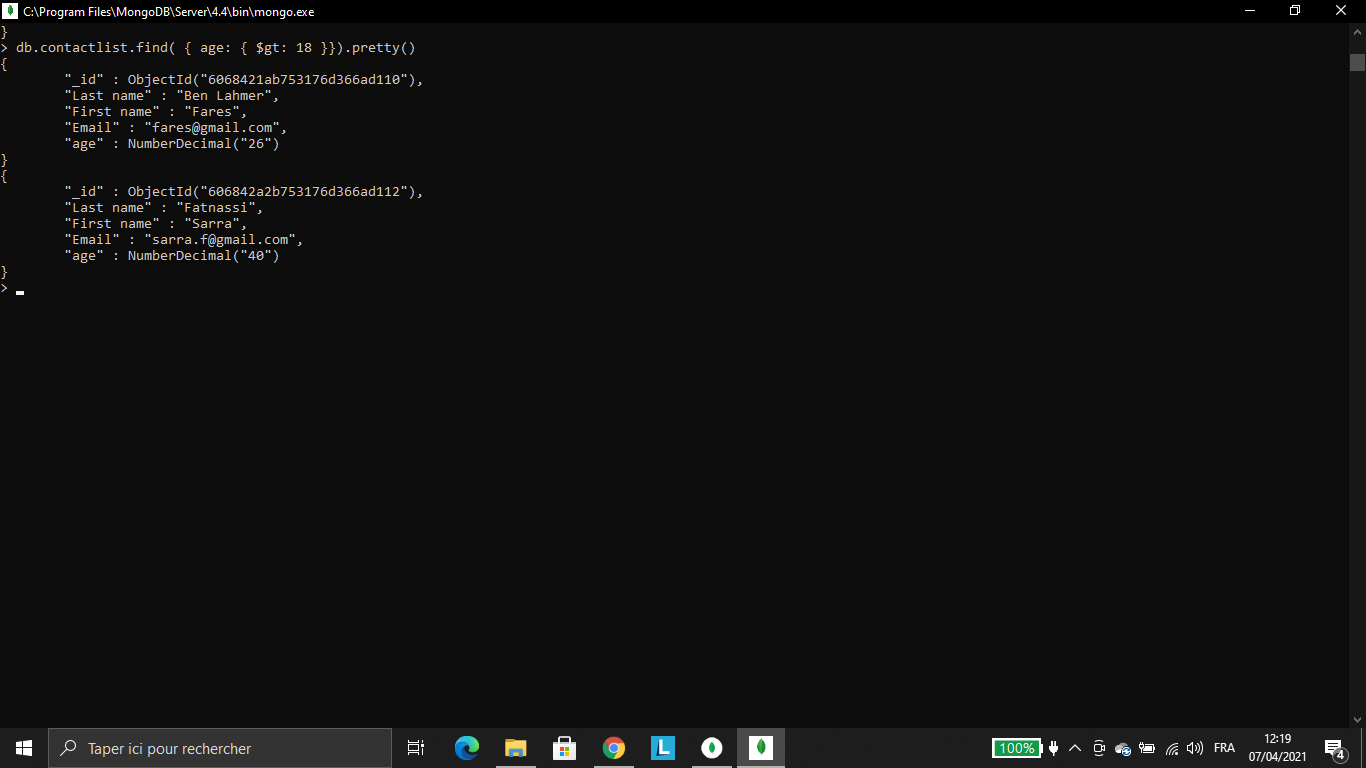 C:\Program Files\MongoDB\Server\4.4\bin\mongo.exe
}
> db.contactlist.find( { age: { $gt: 18 }}).pretty()
{
        "_id" : ObjectId("6068421ab753176d366ad110"),
        "Last name" : "Ben Lahmer",
        "First name" : "Fares",
        "Email" : "fares@gmail.com",
        "age" : NumberDecimal("26")
}
{
        "_id" : ObjectId("606842a2b753176d366ad112"),
        "Last name" : "Fatnassi",
        "First name" : "Sarra",
        "Email" : "sarra.f@gmail.com",
        "age" : NumberDecimal("40")
}
>
Taper ici pour rechercher
L
100%
FRA
12:19
07/04/2021
4